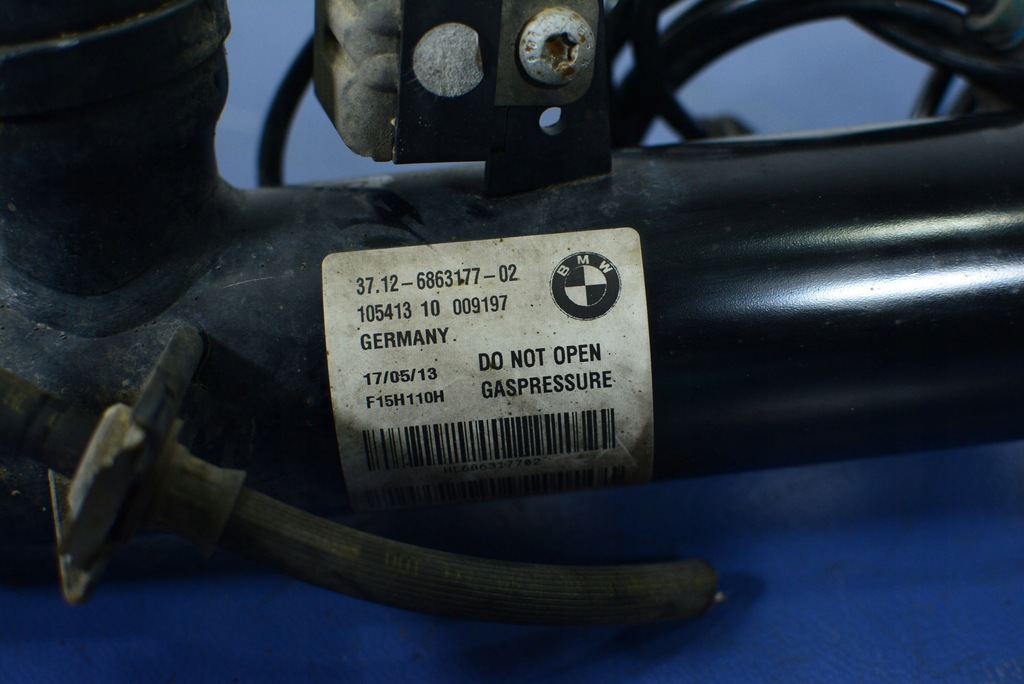 37.12-6863177-02
BMW
105413 10 009197
GERMANY
17/05/13
DO NOT OPEN
F15H110H
GASPRESSURE